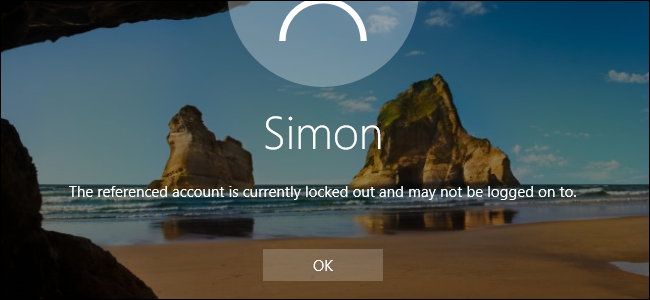 Simon
The referenced account is currently locked out and may not be logged on to.
OK